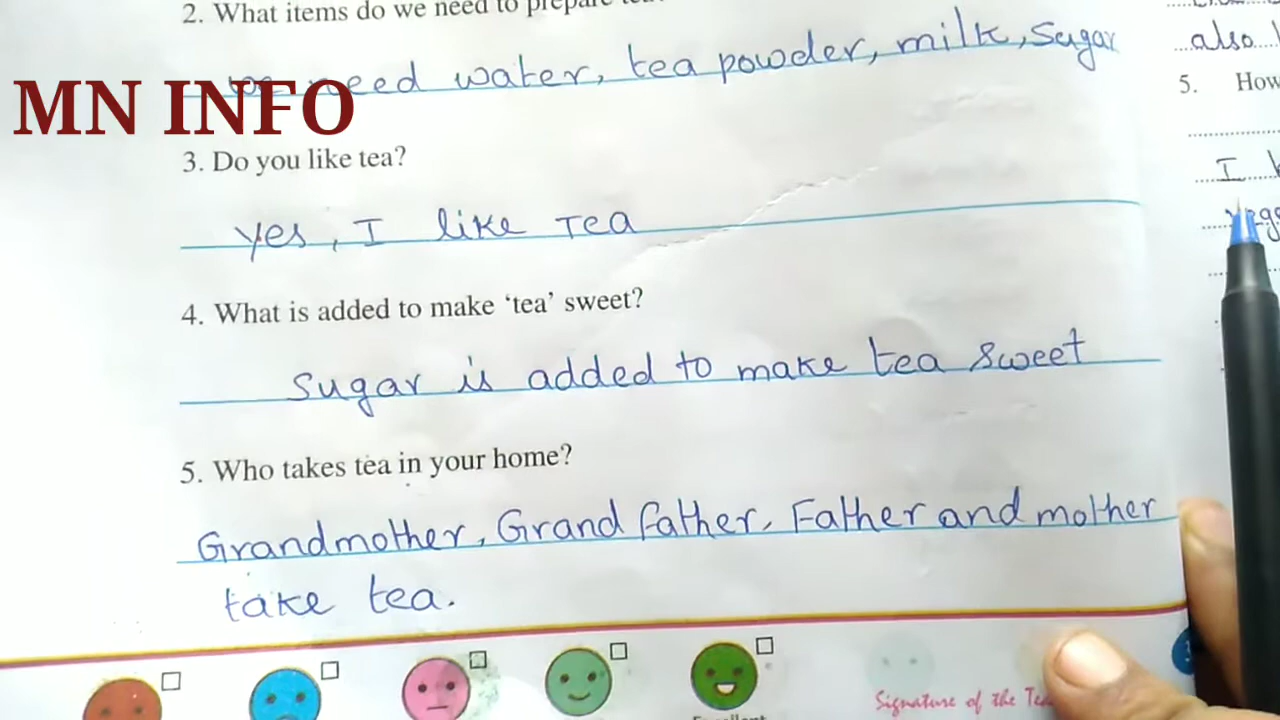 2. What items do we need to prepare
also
we need water, tea powder, milk, sugar
MN INFO
5. How
3. Do you like tea?
I
yes, I like Tea
4. What is added to make ‘tea’ sweet?
Sugar is added to make tea sweet
5. Who takes tea in your home?
Grandmother, Grand father, Father and mother
take tea.
Signature of the